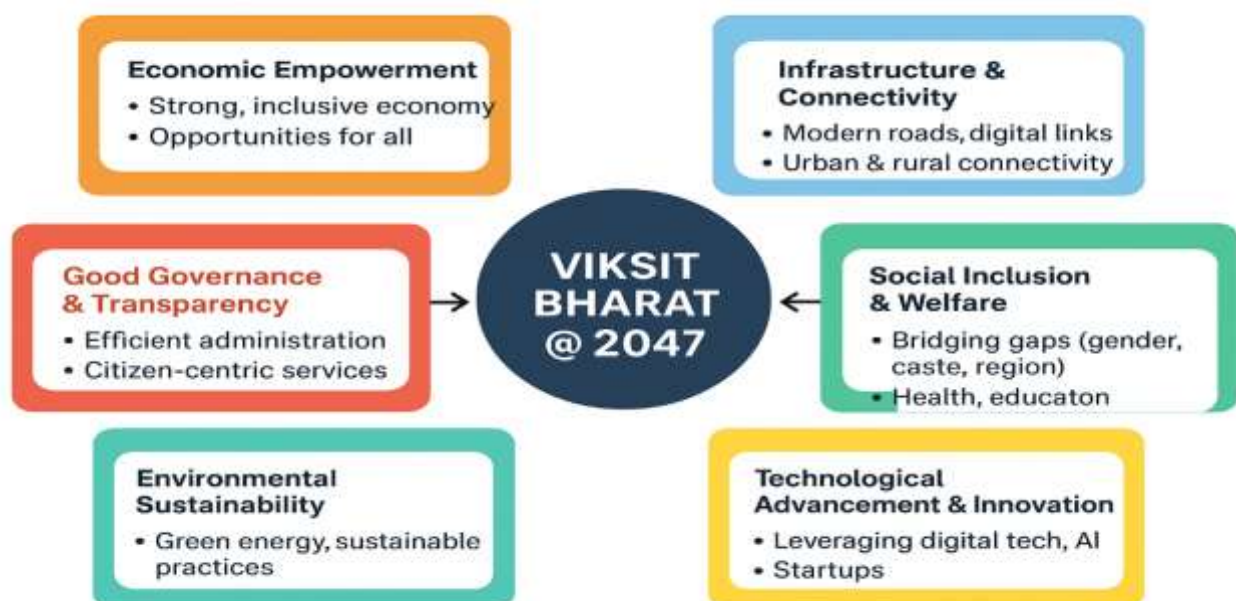 Economic Empowerment
• Strong, inclusive economy
• Opportunities for all
Infrastructure &
Connectivity
• Modern roads, digital links
• Urban & rural connectivity
Good Governance
& Transparency
• Efficient administration
• Citizen-centric services
VIKSIT
BHARAT
@ 2047
Social Inclusion
& Welfare
• Bridging gaps (gender,
caste, region)
• Health, educaton
Environmental
Sustainability
• Green energy, sustainable
practices
Technological
Advancement & Innovation
• Leveraging digital tech, AI
• Startups